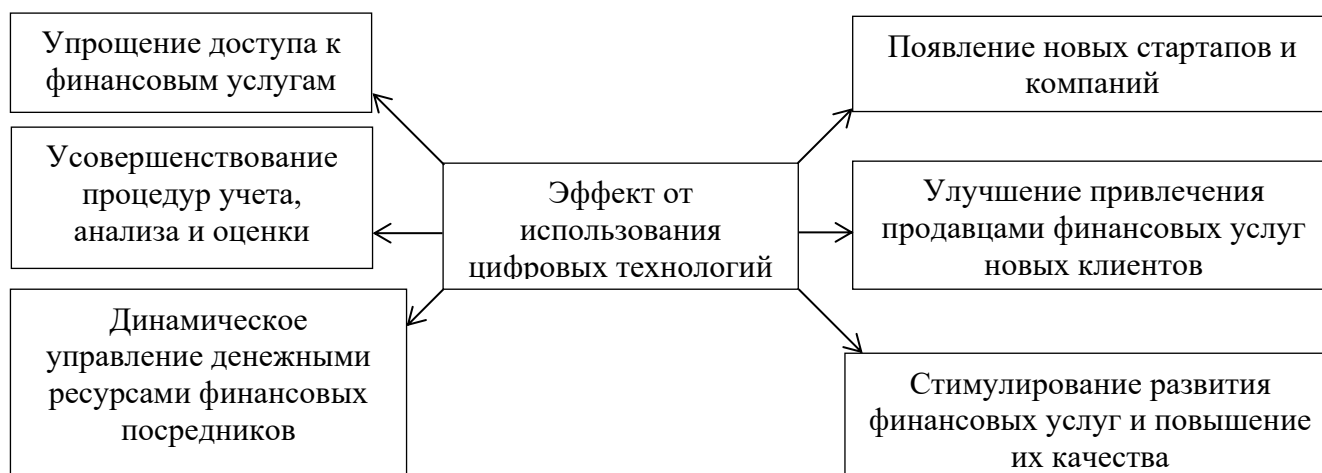 Упрощение доступа к
финансовым услугам
Усовершенствование
процедур учета,
анализа и оценки
Динамическое
управление денежными
ресурсами финансовых
посредников
Эффект от
использования
цифровых технологий
Появление новых стартапов и
компаний
Улучшение привлечения
продавцами финансовых услуг
новых клиентов
Стимулирование развития
финансовых услуг и повышение
их качества